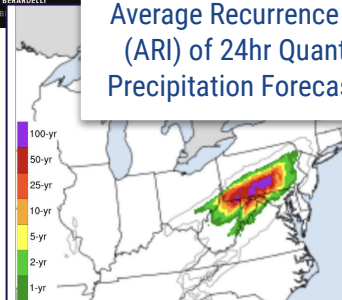 BERARDELLI
Average Recurrence
(ARI) of 24hr Quant
Precipitation Forecas
100-yr
50-yr
25-yr
10-yr
5-yr
2-yr
1-yr